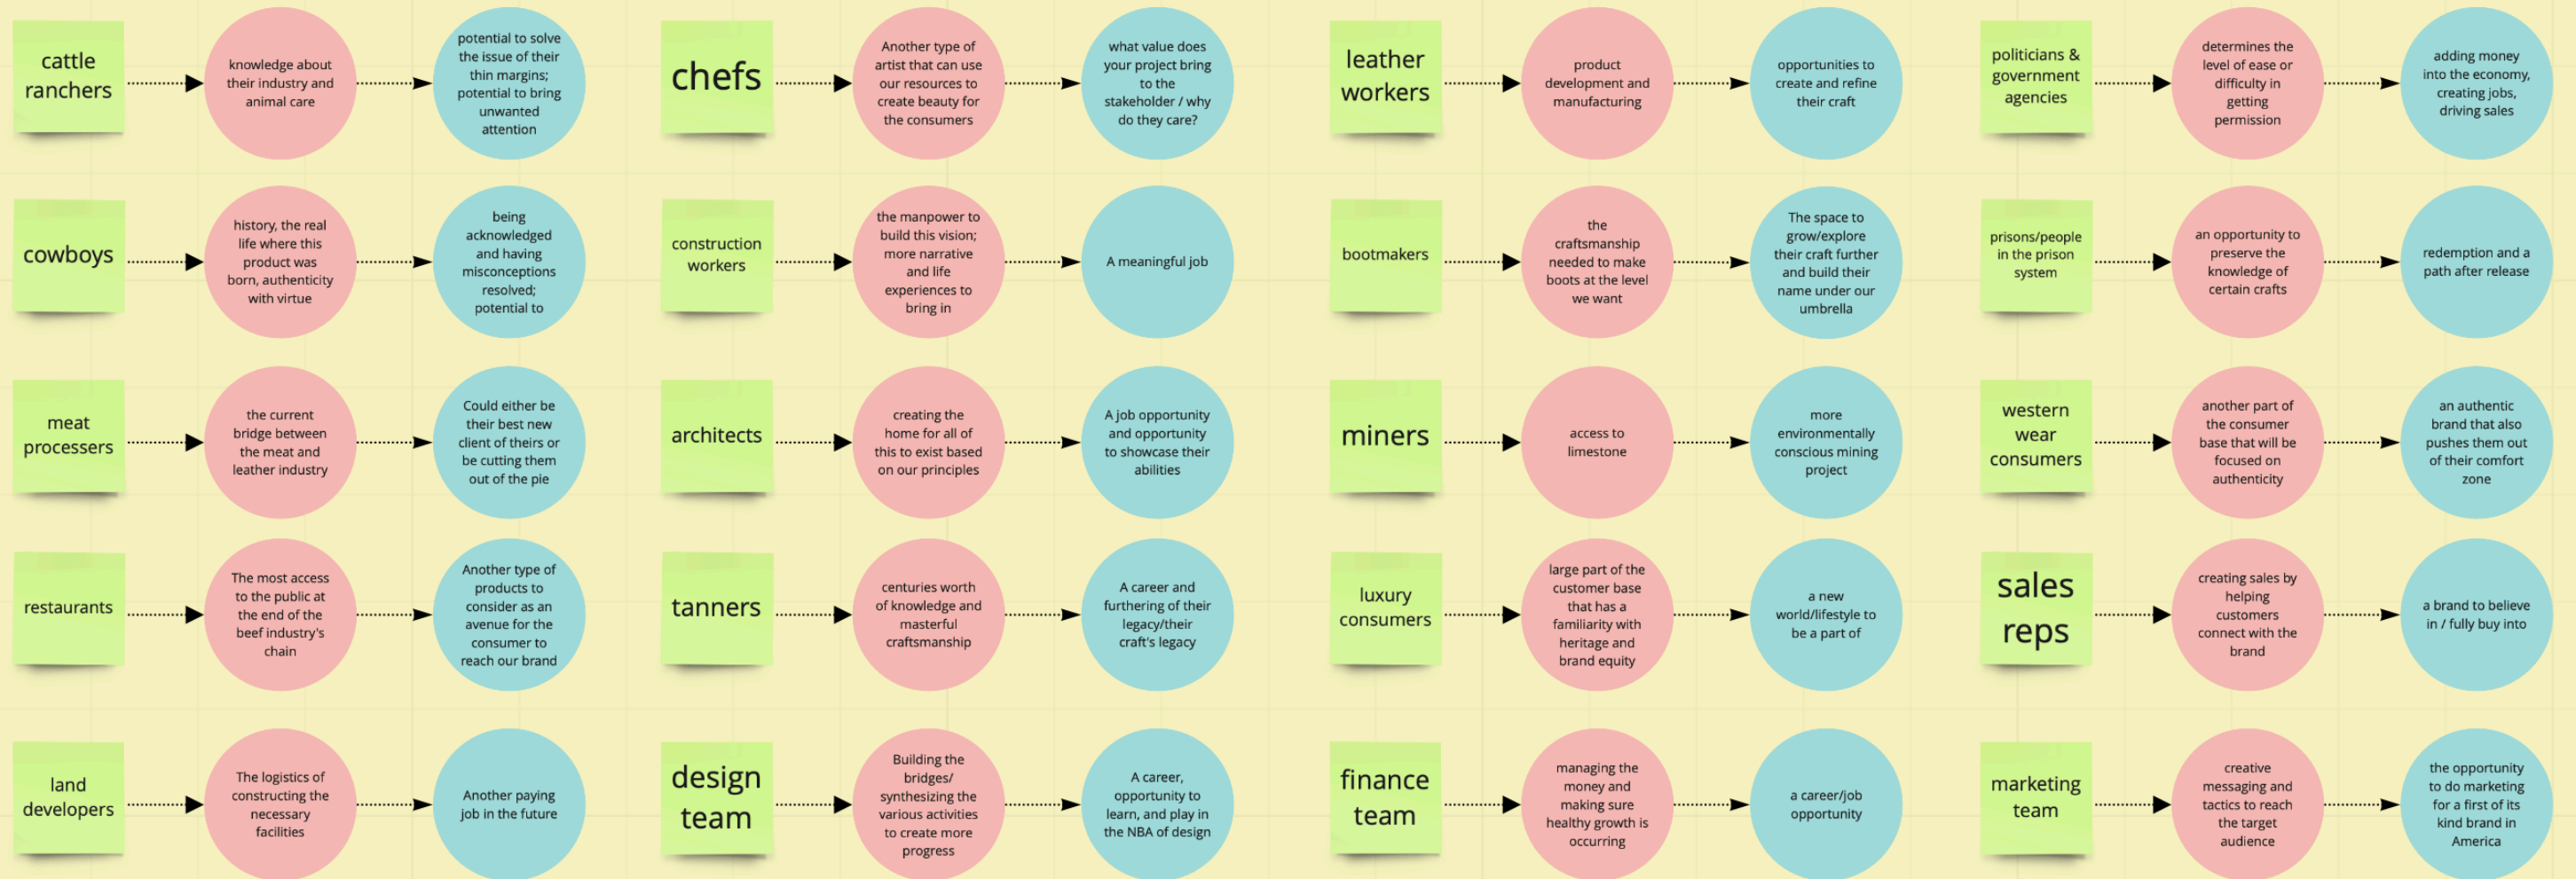 cattle
ranchers
knowledge about
their industry and
animal care
potential to solve
the issue of their
thin margins;
potential to bring
unwanted
attention
chefs
Another type of
artist that can use
our resources to
create beauty for
the consumers
what value does
your project bring
to the
stakeholder / why
do they care?
leather
workers
product
development and
manufacturing
opportunities to
create and refine
their craft
politicians &
government
agencies
determines the
level of ease or
difficulty in
getting
permission
adding money
into the economy,
creating jobs,
driving sales
cowboys
history, the real
life where this
product was
born, authenticity
with virtue
being
acknowledged
and having
misconceptions
resolved;
potential to
construction
workers
the manpower to
build this vision;
more narrative
and life
experiences to
bring in
A meaningful job
bootmakers
the
craftsmanship
needed to make
boots at the level
we want
The space to
grow/explore
their craft further
and build their
name under our
umbrella
prisons/people
in the prison
system
an opportunity to
preserve the
knowledge of
certain crafts
redemption and a
path after release
meat
processers
the current
bridge between
the meat and
leather industry
Could either be
their best new
client of theirs or
be cutting them
out of the pie
architects
creating the
home for all of
this to exist based
on our principles
A job opportunity
and opportunity
to showcase their
abilities
miners
access to
limestone
more
environmentally
conscious mining
project
western
wear
consumers
another part of
the consumer
base that will be
focused on
authenticity
an authentic
brand that also
pushes them out
of their comfort
zone
restaurants
The most access
to the public at
the end of the
beef industry's
chain
Another type of
products to
consider as an
avenue for the
consumer to
reach our brand
tanners
centuries worth
of knowledge and
masterful
craftsmanship
A career and
furthering of their
legacy/their
craft's legacy
luxury
consumers
large part of the
customer base
that has a
familiarity with
heritage and
brand equity
a new
world/lifestyle to
be a part of
sales
reps
creating sales by
helping
customers
connect with the
brand
a brand to believe
in / fully buy into
land
developers
The logistics of
constructing the
necessary
facilities
Another paying
job in the future
design
team
Building the
bridges/
synthesizing the
various activities
to create more
progress
A career,
opportunity to
learn, and play in
the NBA of design
finance
team
managing the
money and
making sure
healthy growth is
occurring
a career/job
opportunity
marketing
team
creative
messaging and
tactics to reach
the target
audience
the opportunity
to do marketing
for a first of its
kind brand in
America